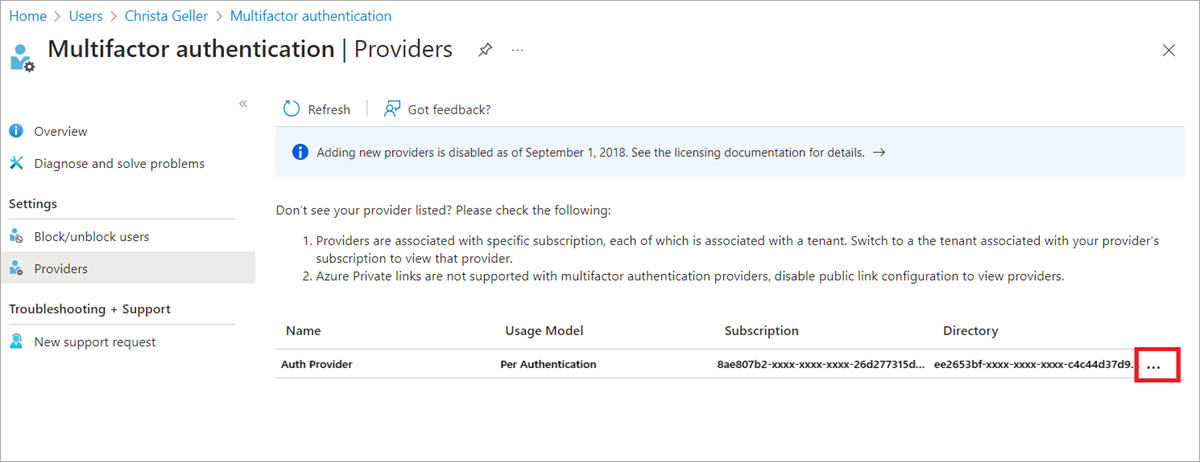 Home > Users > Christa Geller > Multifactor authentication
Multifactor authentication | Providers
«
Refresh
Got feedback?
Overview
Diagnose and solve problems
Adding new providers is disabled as of September 1, 2018. See the licensing documentation for details. →
Settings
Block/unblock users
Providers
Troubleshooting + Support
New support request
Don't see your provider listed? Please check the following:
1. Providers are associated with specific subscription, each of which is associated with a tenant. Switch to a the tenant associated with your provider's
subscription to view that provider.
2. Azure Private links are not supported with multifactor authentication providers, disable public link configuration to view providers.
Name Usage Model Subscription Directory
Auth Provider Per Authentication 8ae807b2-xxxx-xxxx-xxxx-26d277315d... ee2653bf-xxxx-xxxx-xxxx-c4c44d37d9... ...